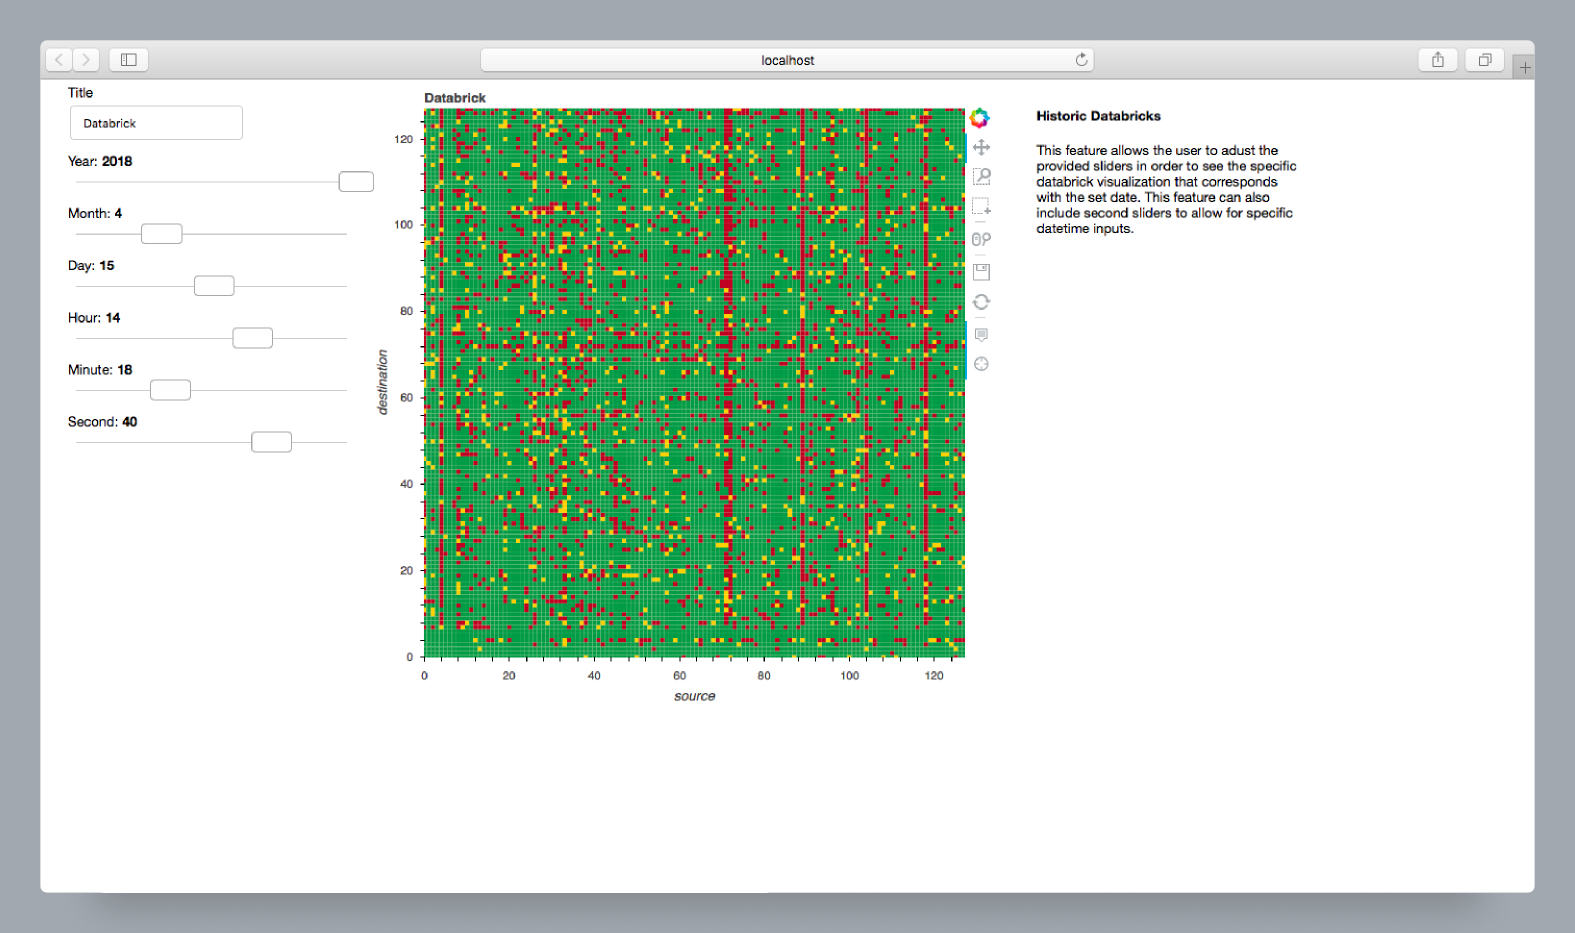 localhost
Title
Databrick
Year: 2018
Month: 4
Day: 15
Hour: 14
Minute: 18
Second: 40
Databrick
120
100
80
60
40
20
0
destination
0 20 40 60 80 100 120
source
Historic Databricks
This feature allows the user to adust the
provided sliders in order to see the specific
databrick visualization that corresponds
with the set date. This feature can also
include second sliders to allow for specific
datetime inputs.